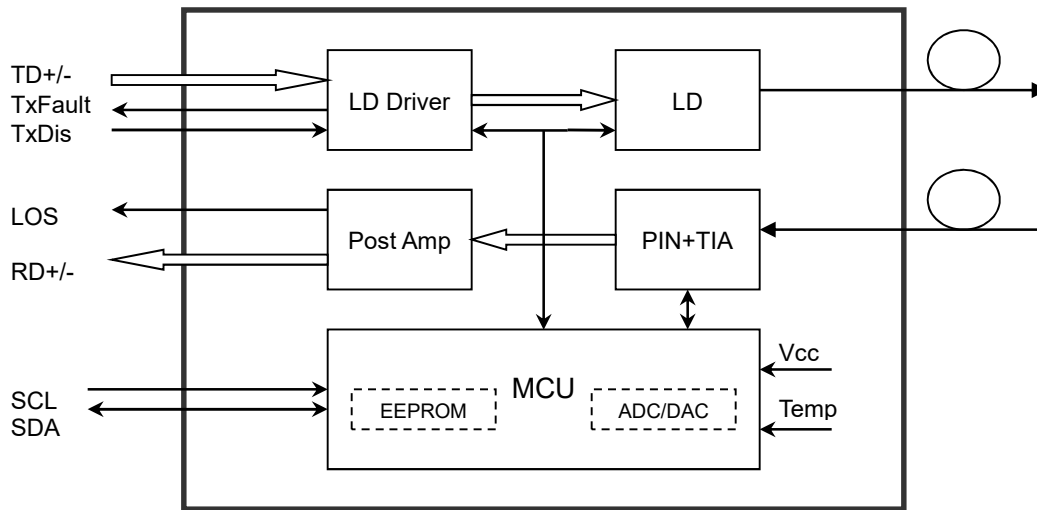 TD+/-
TxFault
TxDis
LD Driver
LD
LOS
RD+/-
Post Amp
PIN+TIA
SCL
SDA
MCU
EEPROM
ADC/DAC
Vcc
Temp